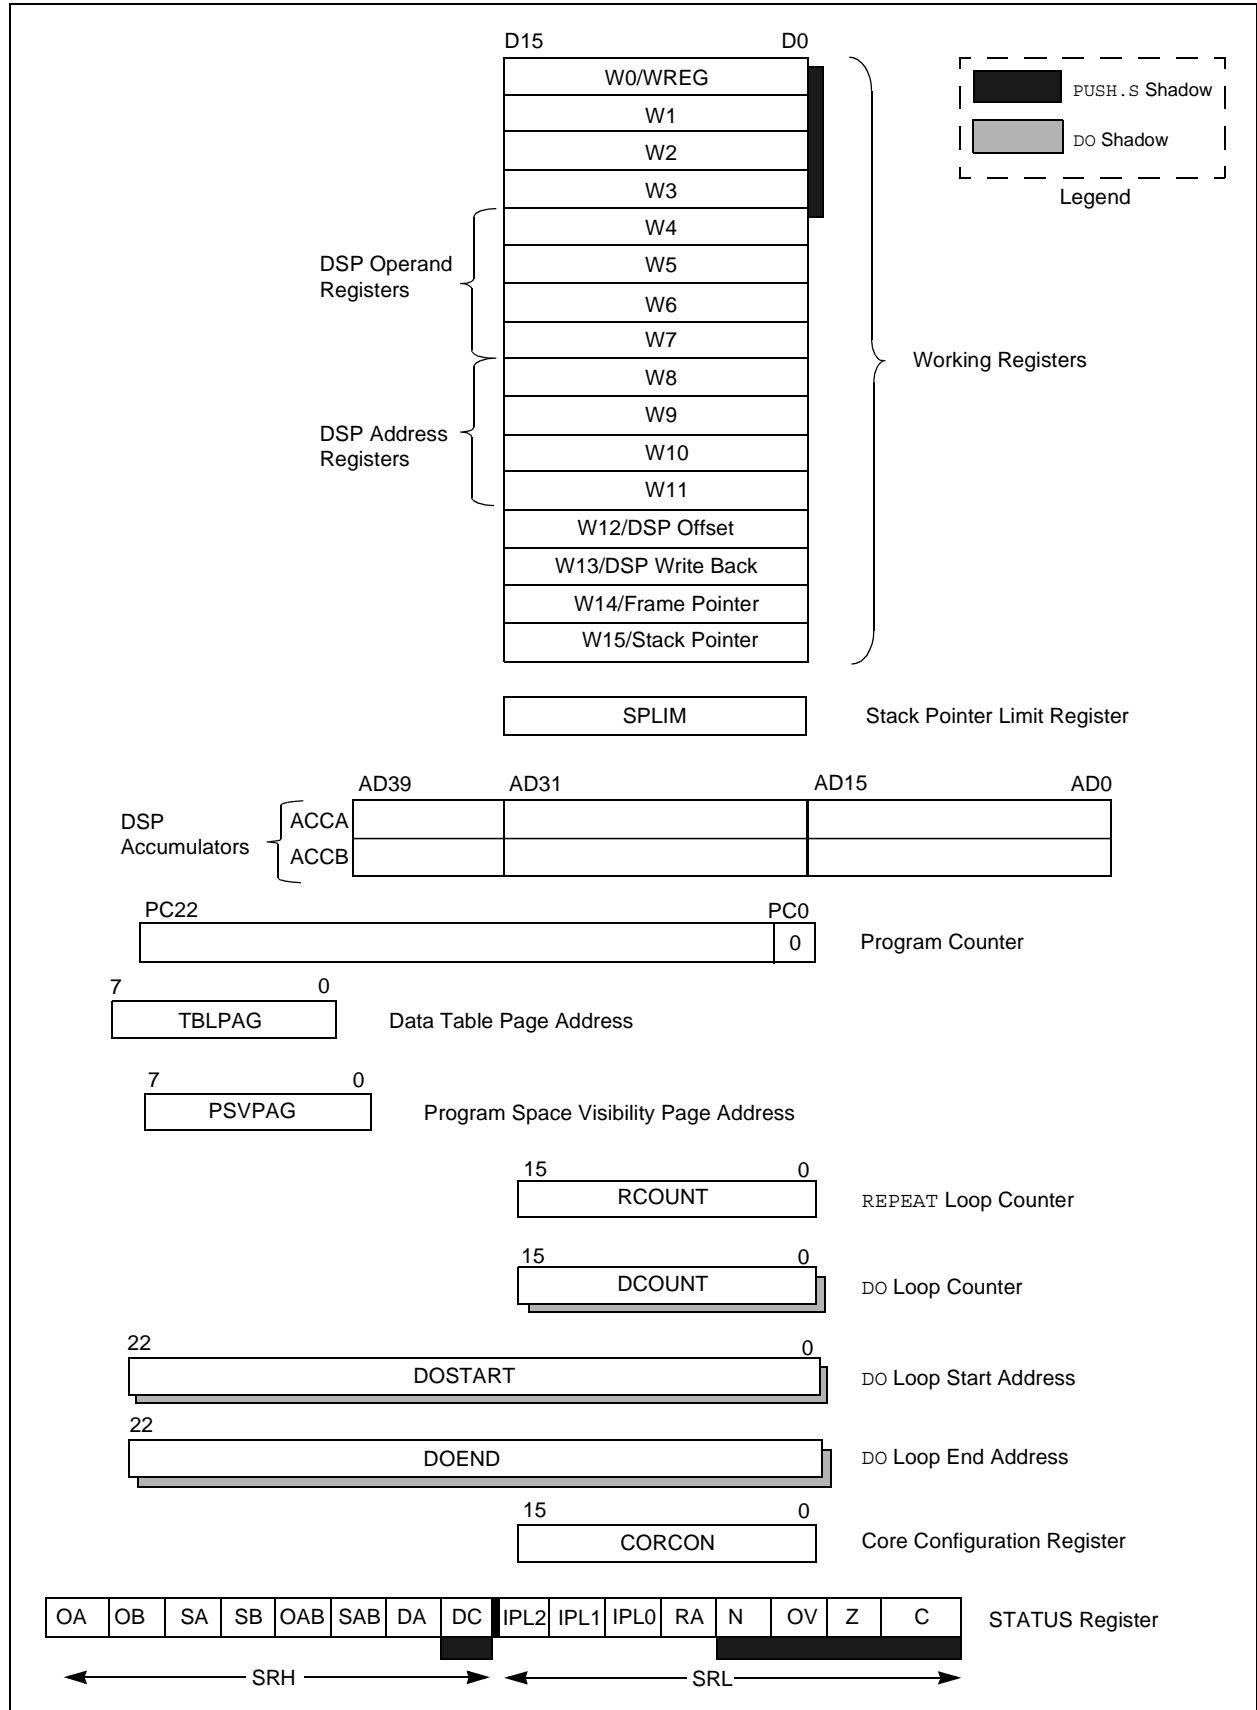 D15 D0
W0/WREG
W1
W2
W3
W4
W5
W6
W7
W8
W9
W10
W11
W12/DSP Offset
W13/DSP Write Back
W14/Frame Pointer
W15/Stack Pointer
PUSH.S Shadow
DO Shadow
Legend
DSP Operand
Registers
DSP Address
Registers
Working Registers
SPLIM Stack Pointer Limit Register
AD39 AD31 AD15 AD0
DSP
Accumulators
ACCA
ACCB
PC22 PC0
0 Program Counter
7 0
TBLPAG Data Table Page Address
7 0
PSVPAG Program Space Visibility Page Address
15 0
RCOUNT REPEAT Loop Counter
15 0
DCOUNT DO Loop Counter
22 0
DOSTART DO Loop Start Address
22
DOEND DO Loop End Address
15 0
CORCON Core Configuration Register
OA OB SA SB OAB SAB DA DC IPL2 IPL1 IPL0 RA N OV Z C STATUS Register
SRH SRL